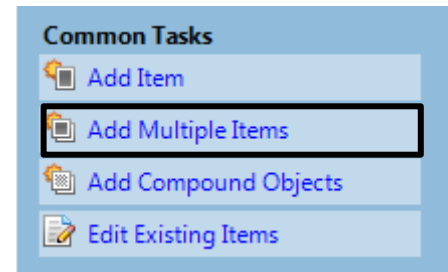 Common Tasks
Add Item
Add Multiple Items
Add Compound Objects
Edit Existing Items